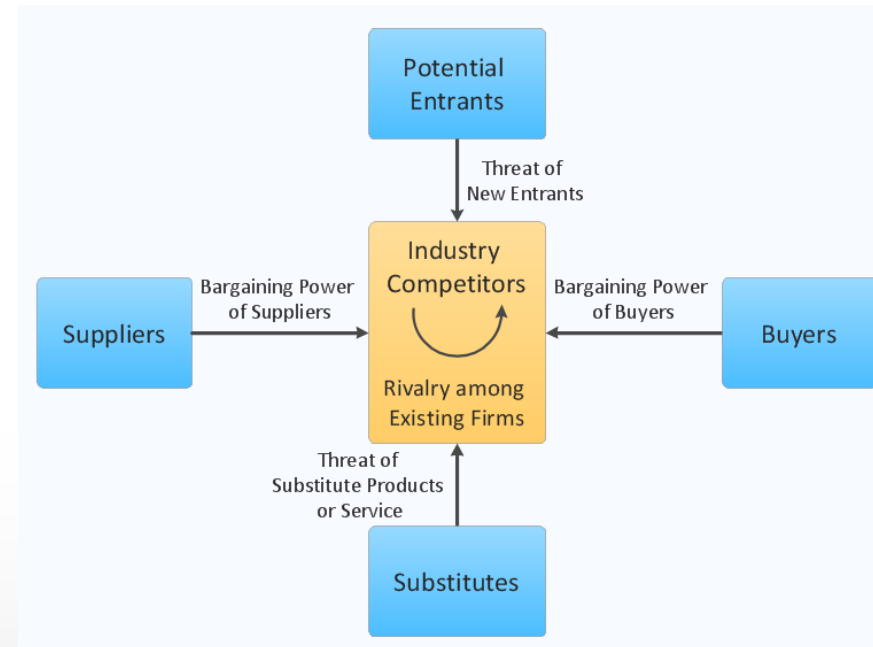 Potential
Entrants
Threat of
New Entrants
Industry
Competitors
Bargaining Power
of Suppliers
Bargaining Power
of Buyers
Suppliers
Buyers
Rivalry among
Existing Firms
Threat of
Substitute Products
or Service
Substitutes